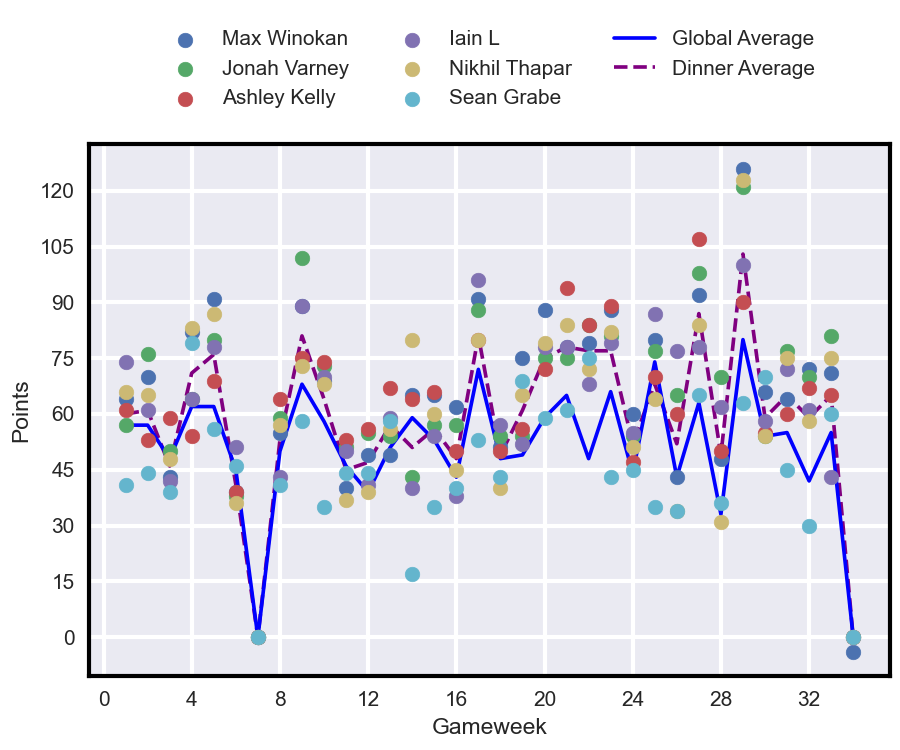 Max Winokan
Jonah Varney
Ashley Kelly
Iain L
Nikhil Thapar
Sean Grabe
Global Average
Dinner Average
Points
120
105
90
75
60
45
30
15
0
0 4 8 12 16 20 24 28 32
Gameweek